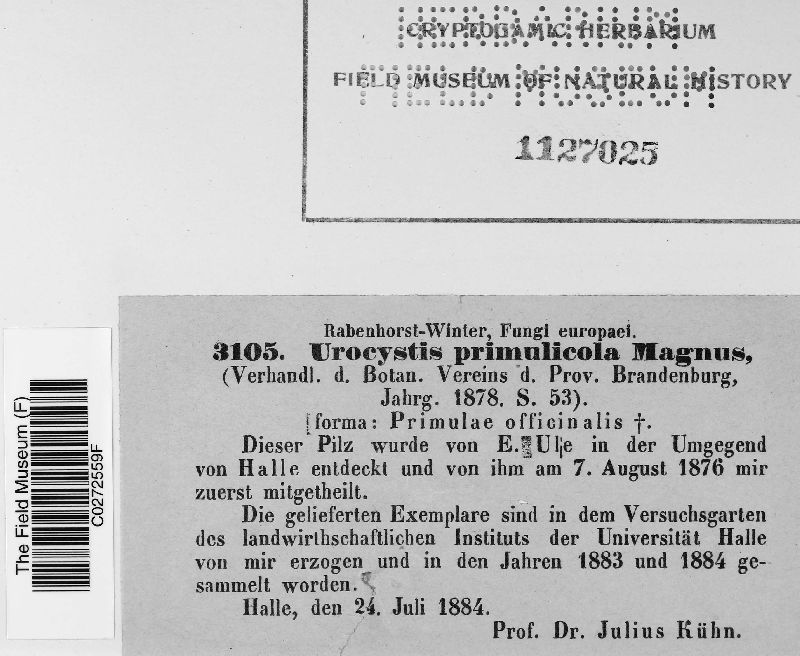 CRYPTOGAMIC HERBARIUM
FIELD MUSEUM OF NATURAL HISTORY
1127025
The Field Museum (F)
C0272559F
Rabenhorst-Winter, Fungi europaei.
3105. Urocystis primulicola Magnus,
(Verhandl. d. Botan. Vereins d. Prov. Brandenburg,
Jahrg. 1878. S. 53).
forma: Primulae officinalis †.
Dieser Pilz wurde von E. Ule in der Umgegend
von Halle entdeckt und von ihm am 7. August 1876 mir
zuerst mitgetheilt.
Die gelieferten Exemplare sind in dem Versuchsgarten
des landwirthschaftlichen Instituts der Universität Halle
von mir erzogen und in den Jahren 1883 und 1884 ge-
sammelt worden.
Halle, den 24. Juli 1884.
Prof. Dr. Julius Kühn.